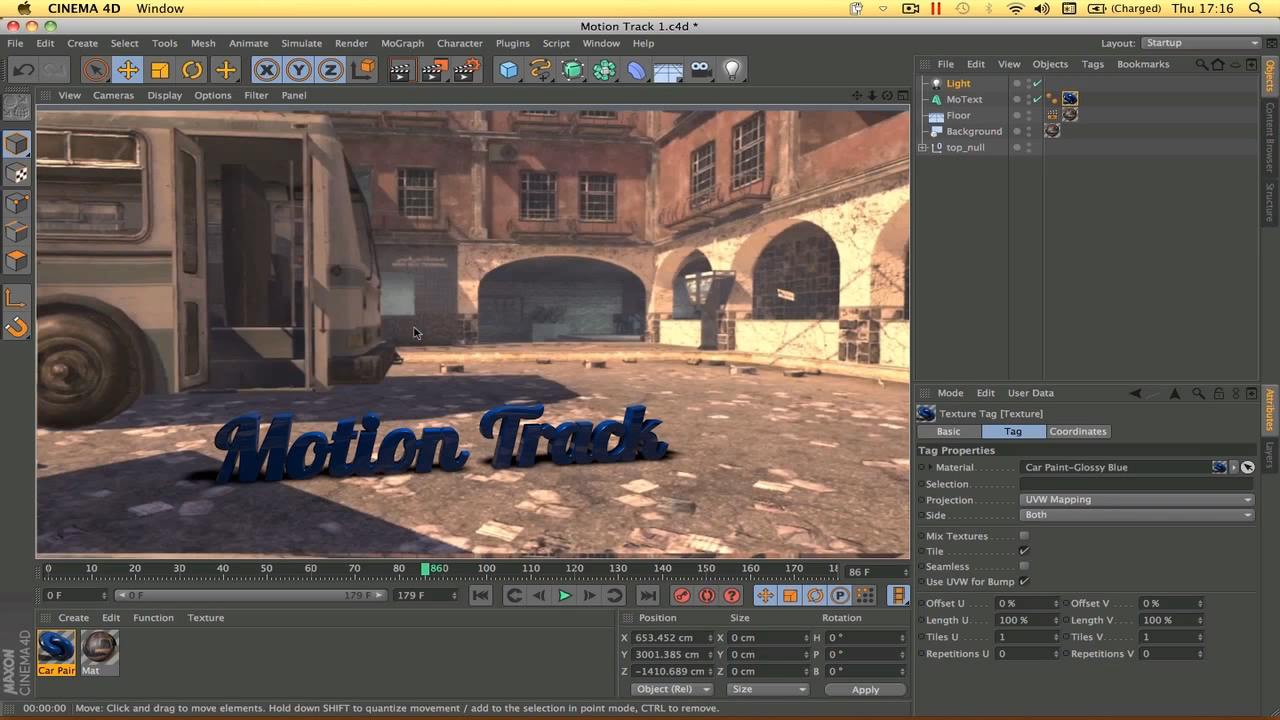 CINEMA 4D Window (Charged) Thu 17:16
Motion Track 1.c4d *
File Edit Create Select Tools Mesh Animate Simulate Render MoGraph Character Plugins Script Window Help Layout: Startup
X Y Z
File Edit View Objects Tags Bookmarks
View Cameras Display Options Filter Panel
Light
MoText
Floor
Background
top_null
Objects
Content Browser
Structure
Motion Track
Mode Edit User Data
Texture Tag [Texture]
Basic Tag Coordinates
Tag Properties
Material Car Paint-Glossy Blue
Selection
Projection UVW Mapping
Side Both
Mix Textures
Tile
Seamless
Use UVW for Bump
Offset U 0 % Offset V 0 %
Length U 100 % Length V 100 %
Tiles U 1 Tiles V 1
Repetitions U 0 Repetitions V 0
Attributes
Layers
0 10 20 30 40 50 60 70 80 860 100 110 120 130 140 150 160 170 18 86 F
0 F 0 F 179 F 179 F
P
Create Edit Function Texture
Car Pair Mat
Position Size Rotation
X 653.452 cm X 0 cm H 0 °
Y 3001.385 cm Y 0 cm P 0 °
Z -1410.689 cm Z 0 cm B 0 °
Object (Rel) Size Apply
MAXON
CINEMA 4D
00:00:00 Move: Click and drag to move elements. Hold down SHIFT to quantize movement / add to the selection in point mode, CTRL to remove.